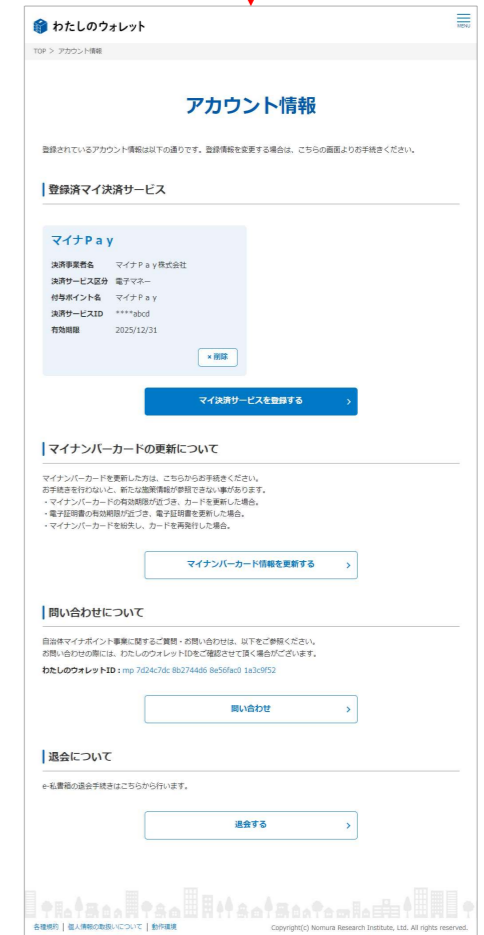 わたしのウォレット
MENU
TOP > アカウント情報
アカウント情報
登録されているアカウント情報は以下の通りです。登録情報を変更する場合は、こちらの画面よりお手続きください。
登録済マイ決済サービス
マイナPay
決済事業者名 マイナPay株式会社
決済サービス区分 電子マネー
付与ポイント名 マイナPay
決済サービスID ****abcd
有効期限 2025/12/31
×削除
マイ決済サービスを登録する
マイナンバーカードの更新について
マイナンバーカードを更新した方は、こちらからお手続きください。
お手続きを行わないと、新たな施策情報が参照できない事があります。
・マイナンバーカードの有効期限が近づき、カードを更新した場合。
・電子証明書の有効期限が近づき、電子証明書を更新した場合。
・マイナンバーカードを紛失し、カードを再発行した場合。
マイナンバーカード情報を更新する
問い合わせについて
自治体マイナポイント事業に関するご質問・お問い合わせは、以下をご参照ください。
お問い合わせの際には、わたしのウォレットIDをご確認させて頂く場合がございます。
わたしのウォレットID：mp 7d24c7dc 8b2744d6 8e56fac0 1a3c9f52
問い合わせ
退会について
e-私書箱の退会手続きはこちらから行います。
退会する
各種規約 | 個人情報の取扱いについて | 動作環境
Copyright(c) Nomura Research Institute, Ltd. All rights reserved.